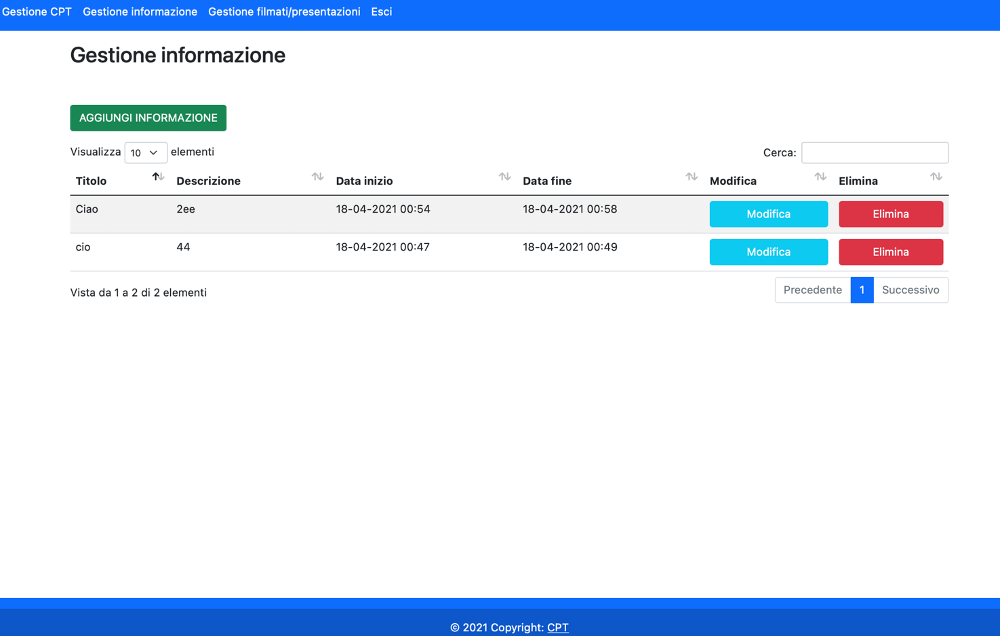 Gestione CPT Gestione informazione Gestione filmati/presentazioni Esci
Gestione informazione
AGGIUNGI INFORMAZIONE
Visualizza 10 elementi Cerca:
Titolo Descrizione Data inizio Data fine Modifica Elimina
Ciao 2ee 18-04-2021 00:54 18-04-2021 00:58 Modifica Elimina
cio 44 18-04-2021 00:47 18-04-2021 00:49 Modifica Elimina
Vista da 1 a 2 di 2 elementi Precedente 1 Successivo
© 2021 Copyright: CPT